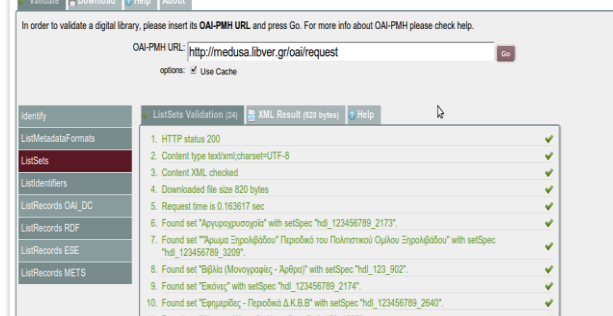 Validate Download Help About
In order to validate a digital library, please insert its OAI-PMH URL and press Go. For more info about OAI-PMH please check help.
OAI-PMH URL: http://medusa.libver.gr/oai/request Go
options: Use Cache
ListSets Validation (24) XML Result (820 bytes) Help
Identify
ListMetadataFormats
ListSets
ListIdentifiers
ListRecords OAI_DC
ListRecords RDF
ListRecords ESE
ListRecords METS
1. HTTP status 200
2. Content type text/xml;charset=UTF-8
3. Content XML checked
4. Downloaded file size 820 bytes
5. Request time is 0.163617 sec
6. Found set "Αργυροχρυσοχοΐα" with setSpec "hdl_123456789_2173".
7. Found set ""Άρωμα Ξηρολιβάδου" Περιοδικό του Πολιτιστικού Ομίλου Ξηρολιβάδου" with setSpec
"hdl_123456789_3209".
8. Found set "Βιβλία (Μονογραφίες - Άρθρα)" with setSpec "hdl_123_902".
9. Found set "Εικόνες" with setSpec "hdl_123456789_2174".
10. Found set "Εφημερίδες - Περιοδικά Δ.Κ.Β.Β" with setSpec "hdl_123456789_2640".